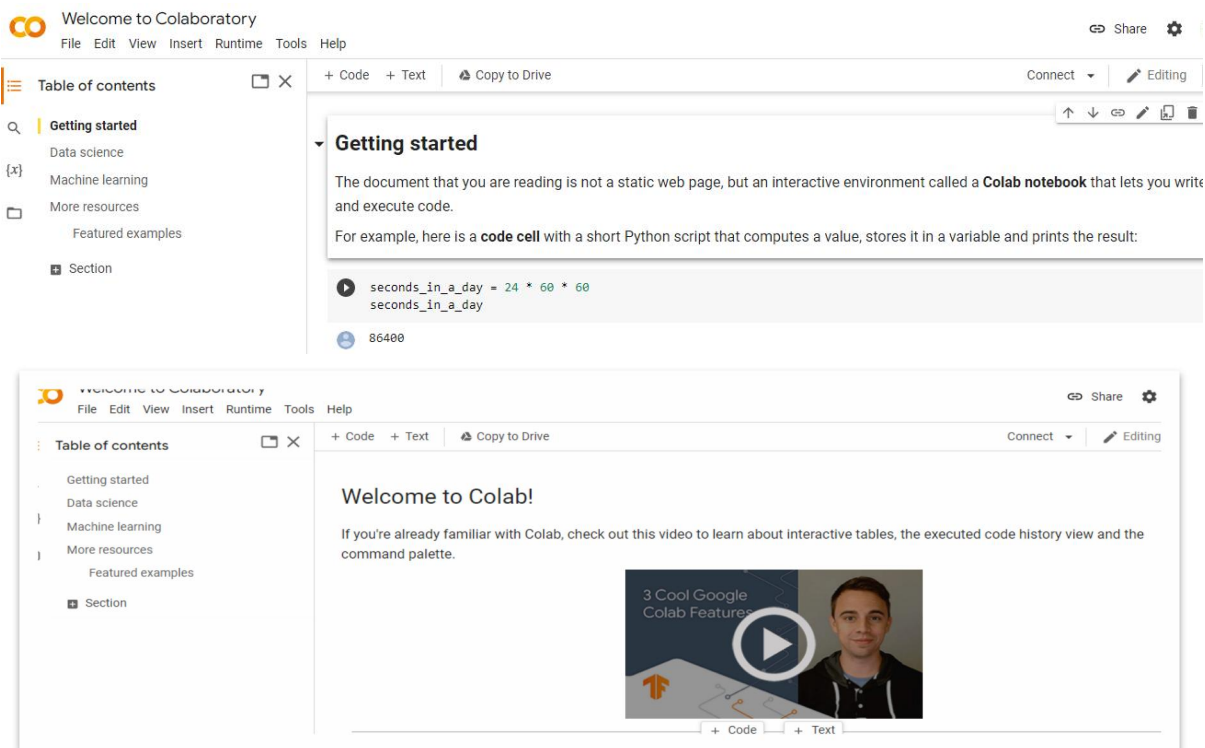 Welcome to Colaboratory
File Edit View Insert Runtime Tools Help
Share
Table of contents
+ Code + Text Copy to Drive
Connect Editing
Getting started
Data science
{x}
Machine learning
More resources
Featured examples
Section
Getting started
The document that you are reading is not a static web page, but an interactive environment called a Colab notebook that lets you write
and execute code.
For example, here is a code cell with a short Python script that computes a value, stores it in a variable and prints the result:
seconds_in_a_day = 24 * 60 * 60
seconds_in_a_day
86400
Welcome to Colaboratory
File Edit View Insert Runtime Tools Help
Share
Table of contents
+ Code + Text Copy to Drive
Connect Editing
Getting started
Data science
Machine learning
More resources
Featured examples
Section
Welcome to Colab!
If you're already familiar with Colab, check out this video to learn about interactive tables, the executed code history view and the
command palette.
3 Cool Google
Colab Features
+ Code + Text